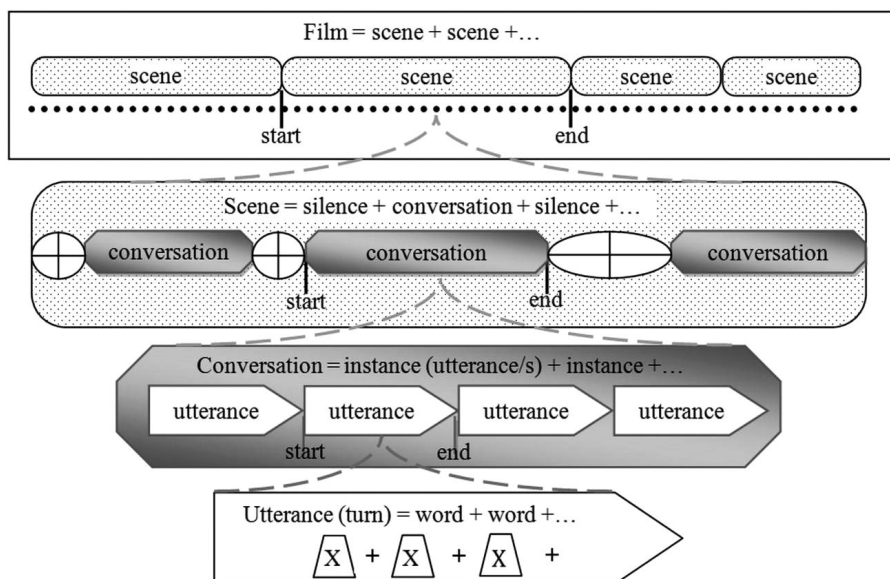 Film = scene + scene +...
scene scene scene scene
start end
Scene = silence + conversation + silence +...
conversation conversation conversation
start end
Conversation = instance (utterance/s) + instance +...
utterance utterance utterance utterance
start end
Utterance (turn) = word + word +...
X + X + X +